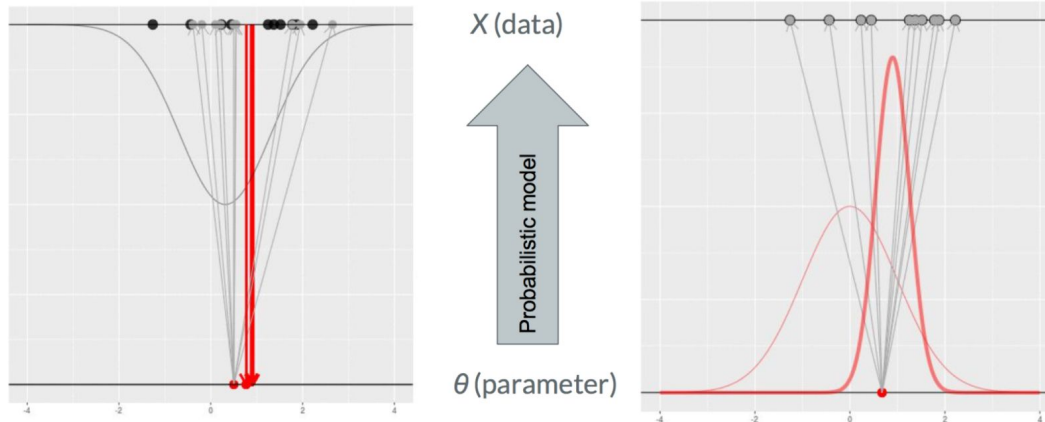 X (data)
Probabilistic model
θ (parameter)
-4 -2 0 2 4
-4 -2 0 2 4